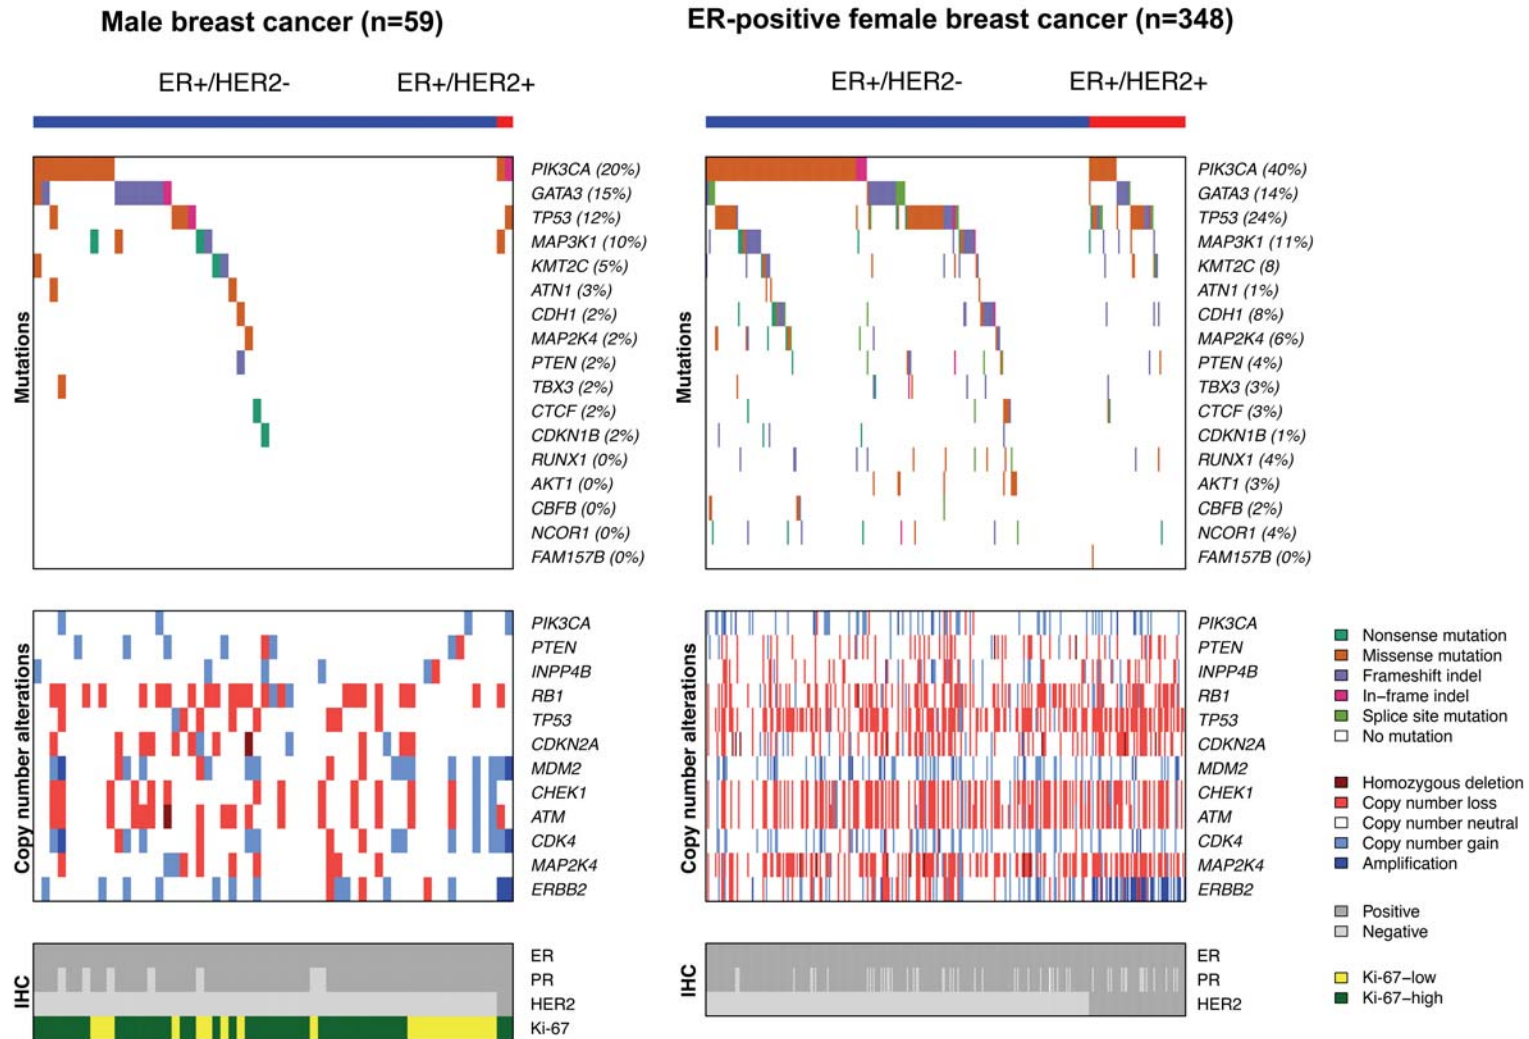 Male breast cancer (n=59)
ER-positive female breast cancer (n=348)
ER+/HER2-
ER+/HER2+
ER+/HER2-
ER+/HER2+
Mutations
PIK3CA (20%)
GATA3 (15%)
TP53 (12%)
MAP3K1 (10%)
KMT2C (5%)
ATN1 (3%)
CDH1 (2%)
MAP2K4 (2%)
PTEN (2%)
TBX3 (2%)
CTCF (2%)
CDKN1B (2%)
RUNX1 (0%)
AKT1 (0%)
CBFB (0%)
NCOR1 (0%)
FAM157B (0%)
Mutations
PIK3CA (40%)
GATA3 (14%)
TP53 (24%)
MAP3K1 (11%)
KMT2C (8)
ATN1 (1%)
CDH1 (8%)
MAP2K4 (6%)
PTEN (4%)
TBX3 (3%)
CTCF (3%)
CDKN1B (1%)
RUNX1 (4%)
AKT1 (3%)
CBFB (2%)
NCOR1 (4%)
FAM157B (0%)
Copy number alterations
PIK3CA
PTEN
INPP4B
RB1
TP53
CDKN2A
MDM2
CHEK1
ATM
CDK4
MAP2K4
ERBB2
Copy number alterations
PIK3CA
PTEN
INPP4B
RB1
TP53
CDKN2A
MDM2
CHEK1
ATM
CDK4
MAP2K4
ERBB2
IHC
ER
PR
HER2
Ki-67
IHC
ER
PR
HER2
Nonsense mutation
Missense mutation
Frameshift indel
In-frame indel
Splice site mutation
No mutation
Homozygous deletion
Copy number loss
Copy number neutral
Copy number gain
Amplification
Positive
Negative
Ki-67-low
Ki-67-high